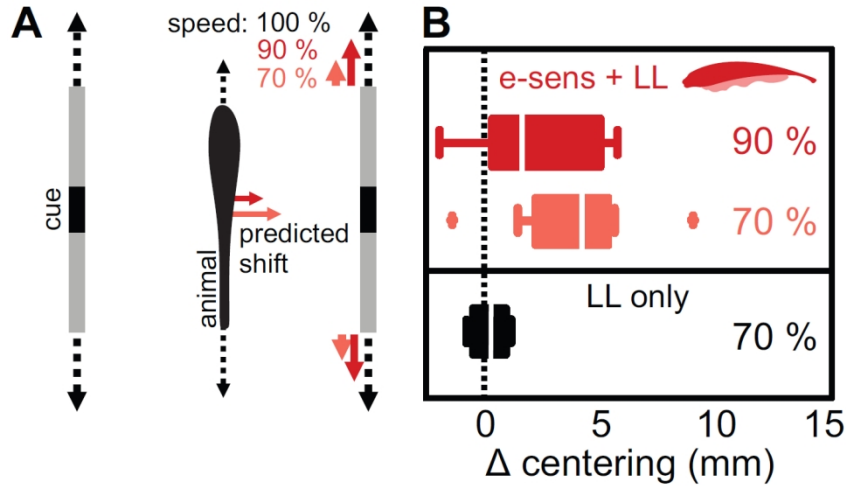 A
speed: 100 %
90 %
70 %
cue
animal
predicted
shift
B
e-sens + LL
90 %
70 %
LL only
70 %
0 5 10 15
Δ centering (mm)